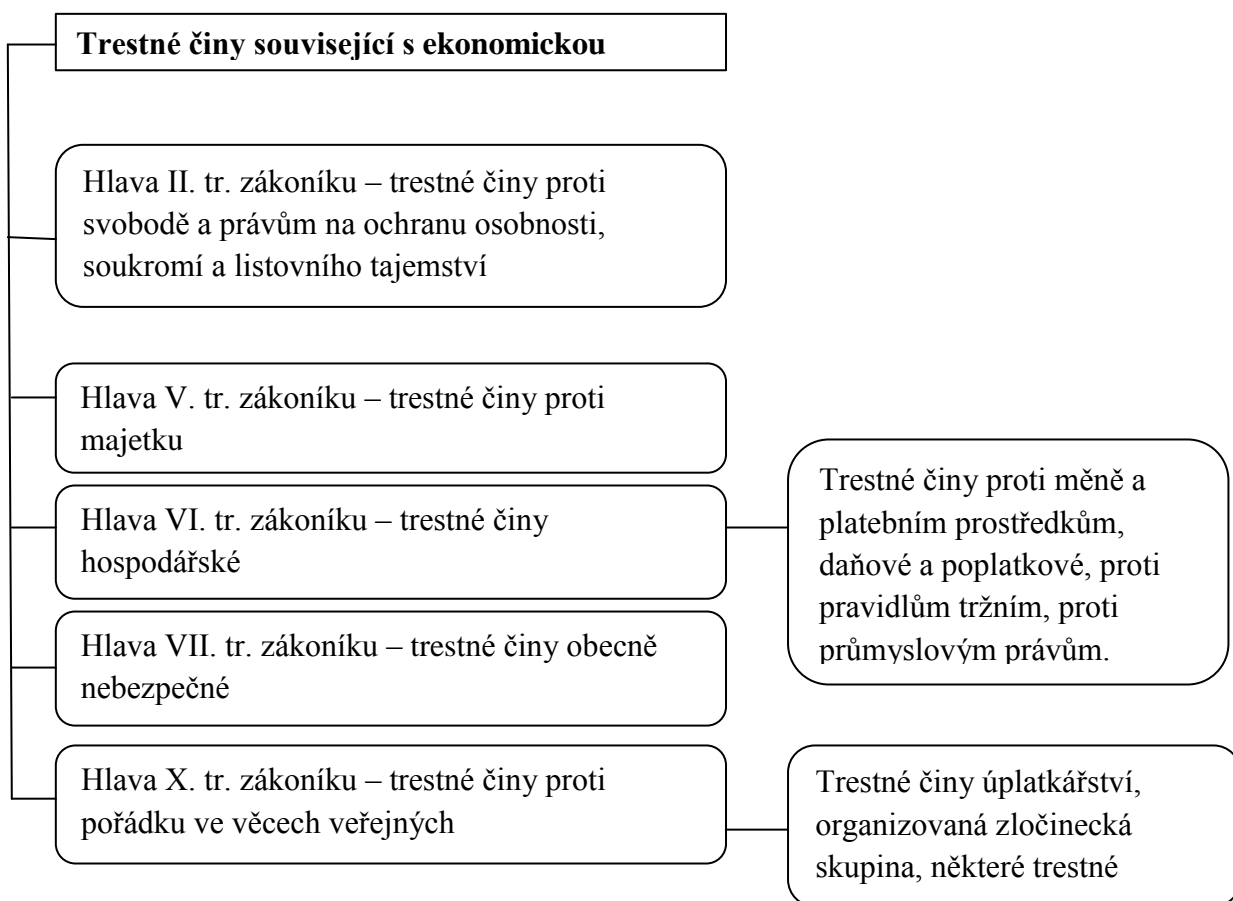 Trestné činy související s ekonomickou
Hlava II. tr. zákoníku – trestné činy proti
svobodě a právům na ochranu osobnosti,
soukromí a listovního tajemství
Hlava V. tr. zákoníku – trestné činy proti
majetku
Hlava VI. tr. zákoníku – trestné činy
hospodářské
Trestné činy proti měně a
platebním prostředkům,
daňové a poplatkové, proti
pravidlům tržním, proti
průmyslovým právům.
Hlava VII. tr. zákoníku – trestné činy obecně
nebezpečné
Hlava X. tr. zákoníku – trestné činy proti
pořádku ve věcech veřejných
Trestné činy úplatkářství,
organizovaná zločinecká
skupina, některé trestné